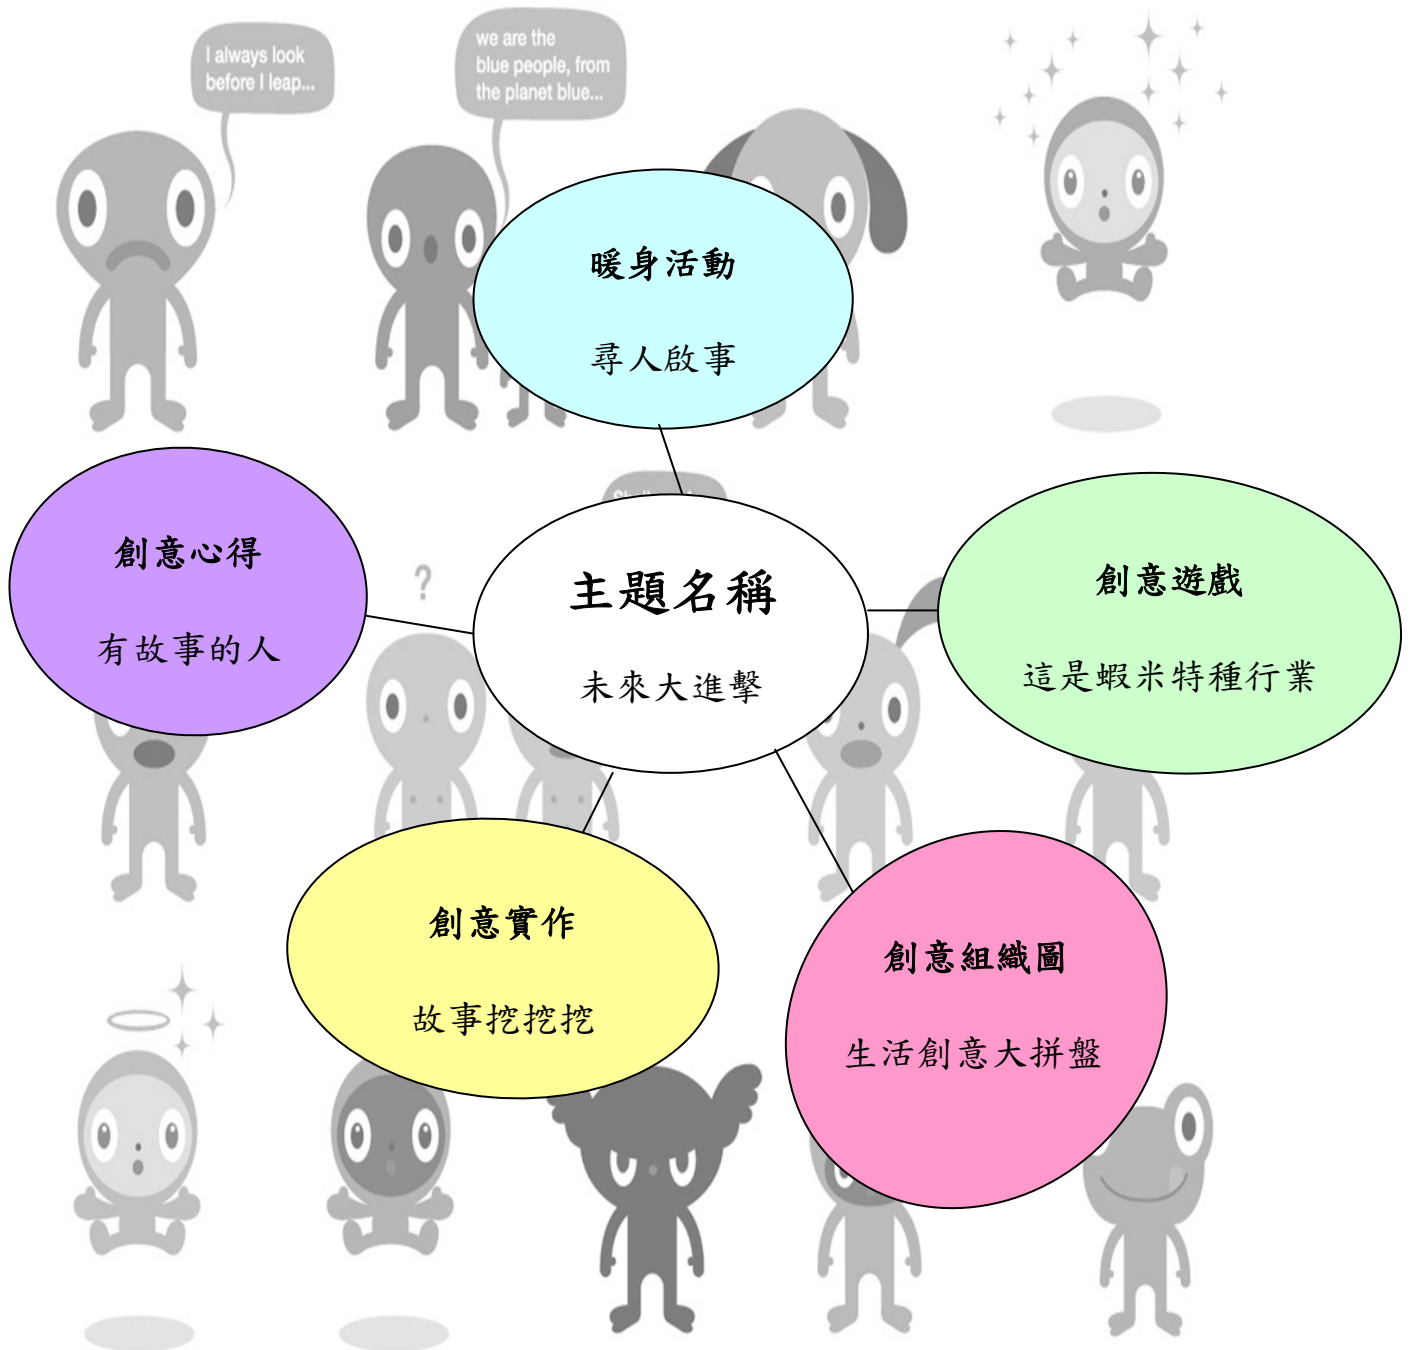 I always look
before I leap...
we are the
blue people, from
the planet blue...
暖身活動
尋人啟事
創意心得
有故事的人
主題名稱
未來大進擊
創意遊戲
這是蝦米特種行業
?
創意實作
故事挖挖挖
創意組織圖
生活創意大拼盤